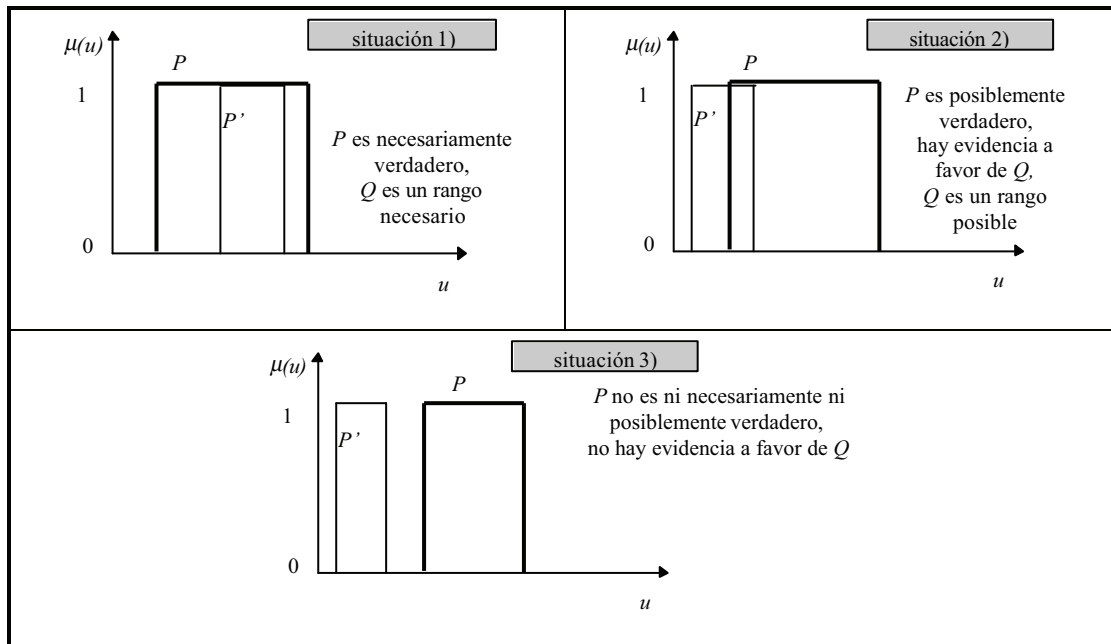 situación 1)
μ(u)
P
1
P’
P es necesariamente
verdadero,
Q es un rango
necesario
0
u
situación 2)
μ(u)
P
1
P’
P es posiblemente
verdadero,
hay evidencia a
favor de Q,
Q es un rango
posible
0
u
situación 3)
μ(u)
P
1
P’
P no es ni necesariamente ni
posiblemente verdadero,
no hay evidencia a favor de Q
0
u